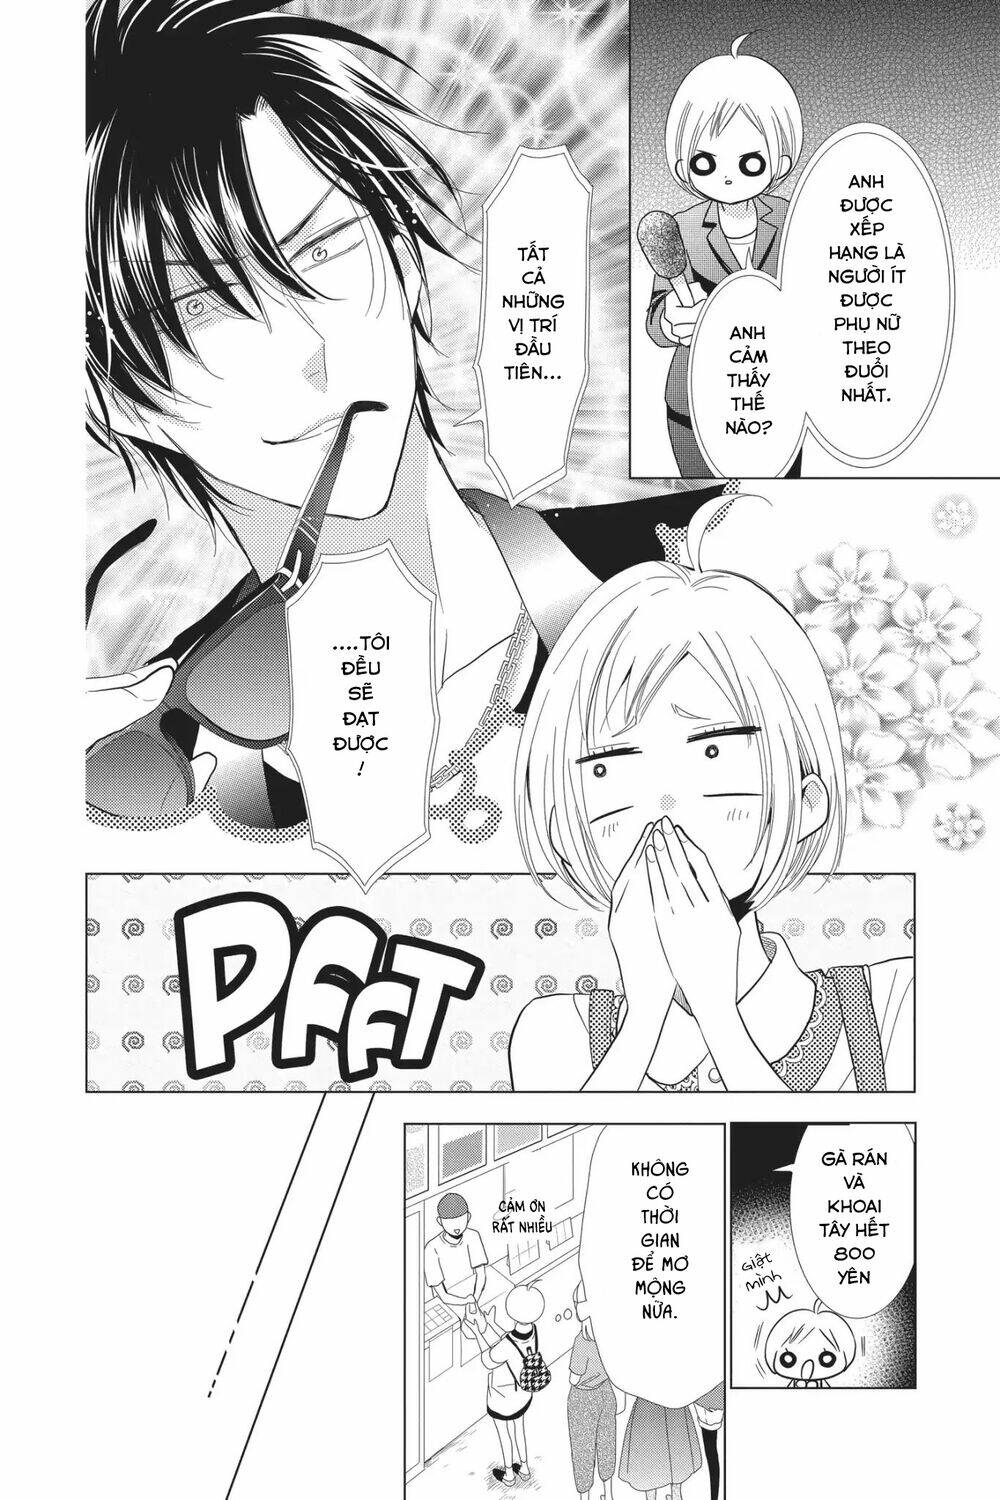 ANH
ĐƯỢC
XẾP
HẠNG LÀ
NGƯỜI ÍT
ĐƯỢC
PHỤ NỮ
THEO
ĐUỔI
NHẤT.
ANH
CẢM
THẤY
THẾ
NÀO?
TẤT
CẢ
NHỮNG
VỊ TRÍ
ĐẦU
TIÊN...
....TÔI
ĐỀU
SẼ
ĐẠT
ĐƯỢC
!
PFFT
GÀ RÁN
VÀ
KHOAI
TÂY HẾT
800
YÊN
Giật
mình
KHÔNG
CÓ
THỜI
GIAN
ĐỂ MƠ
MỘNG
NỮA.
CẢM ƠN
RẤT NHIỀU